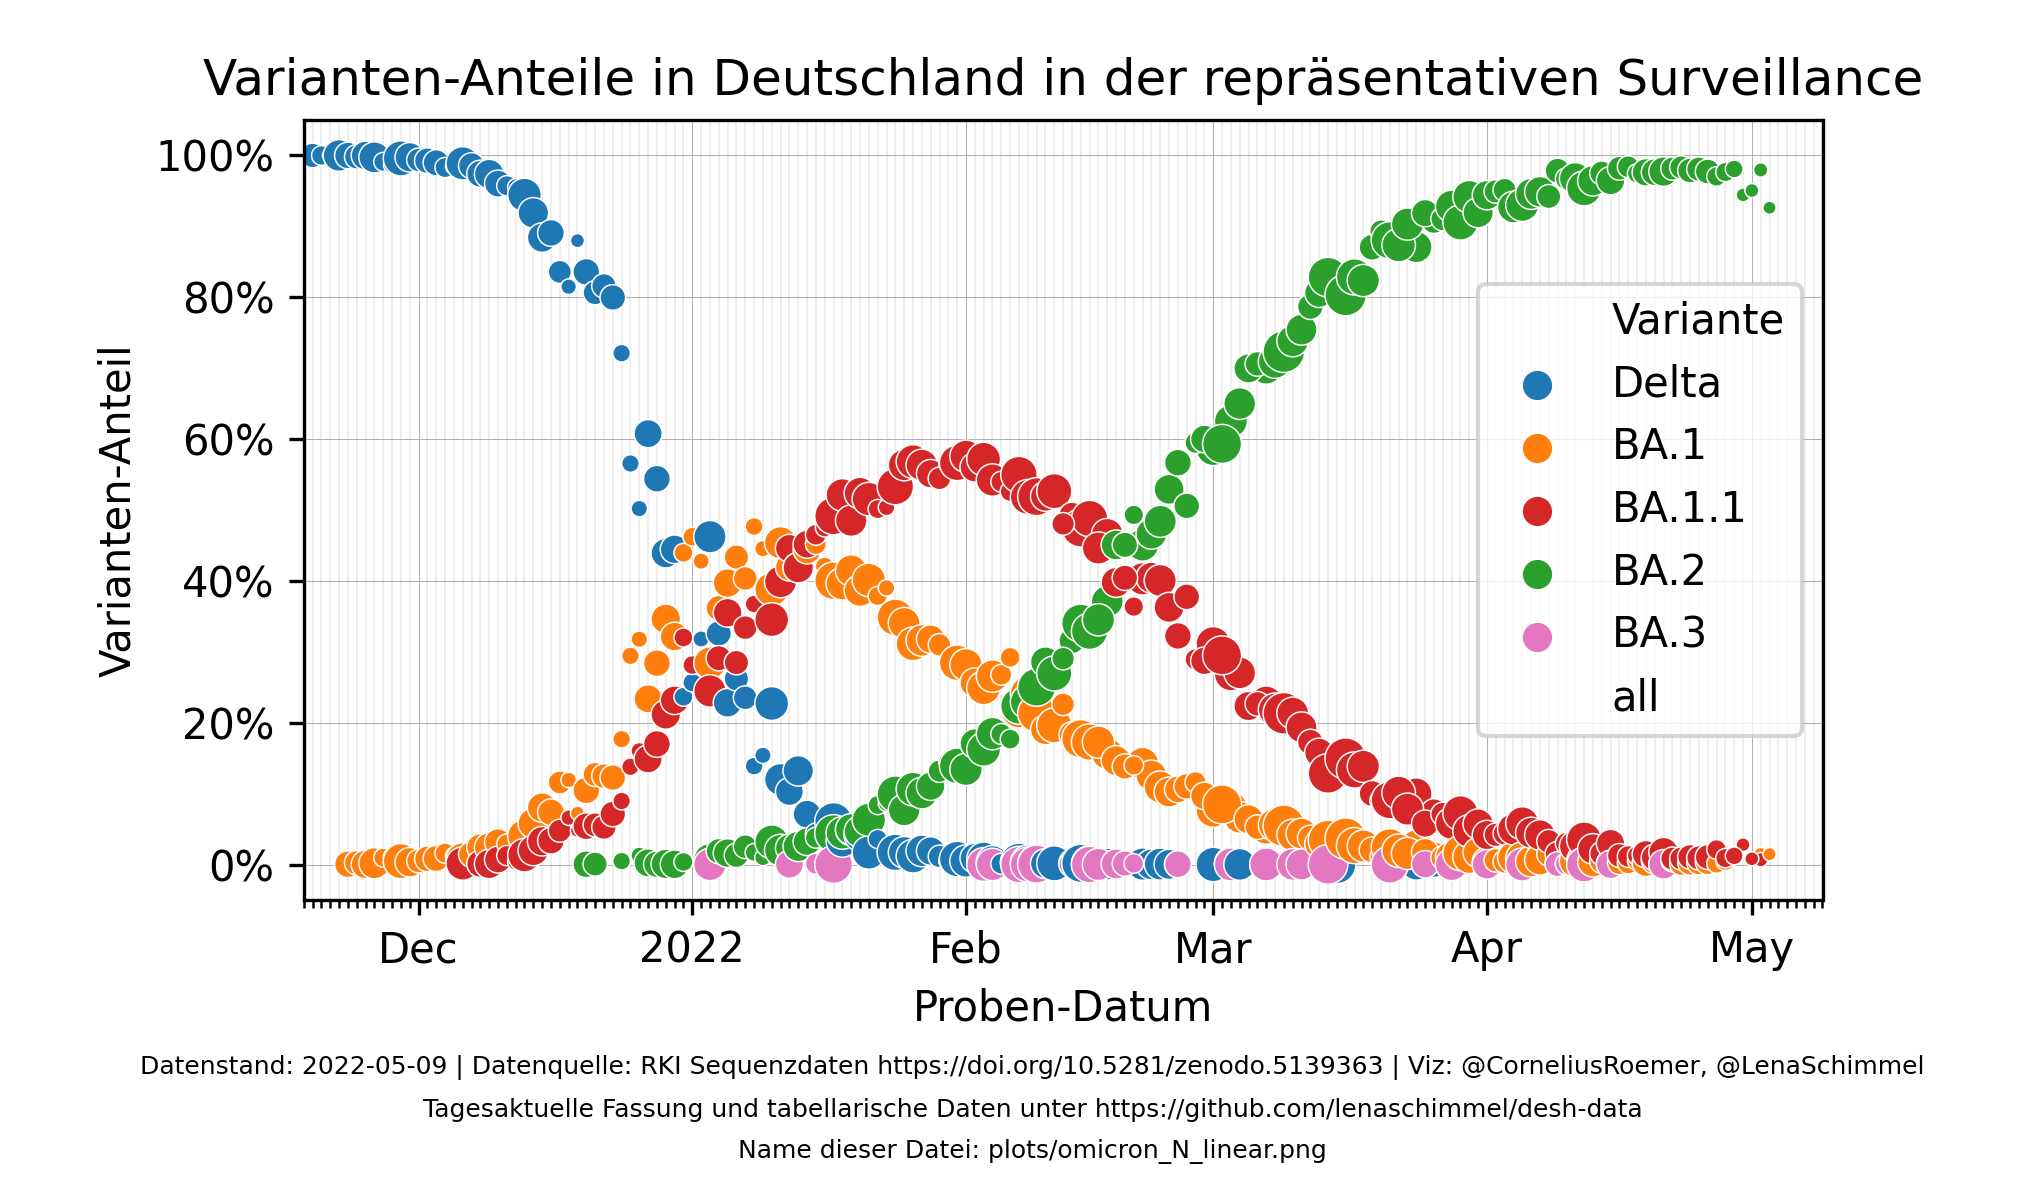 Varianten-Anteile in Deutschland in der repräsentativen Surveillance
100%
80%
60%
40%
20%
0%
Varianten-Anteil
Variante
Delta
BA.1
BA.1.1
BA.2
BA.3
all
Dec
2022
Feb
Mar
Apr
May
Proben-Datum
Datenstand: 2022-05-09 | Datenquelle: RKI Sequenzdaten https://doi.org/10.5281/zenodo.5139363 | Viz: @CorneliusRoemer, @LenaSchimmel
Tagesaktuelle Fassung und tabellarische Daten unter https://github.com/lenaschimmel/desh-data
Name dieser Datei: plots/omicron_N_linear.png